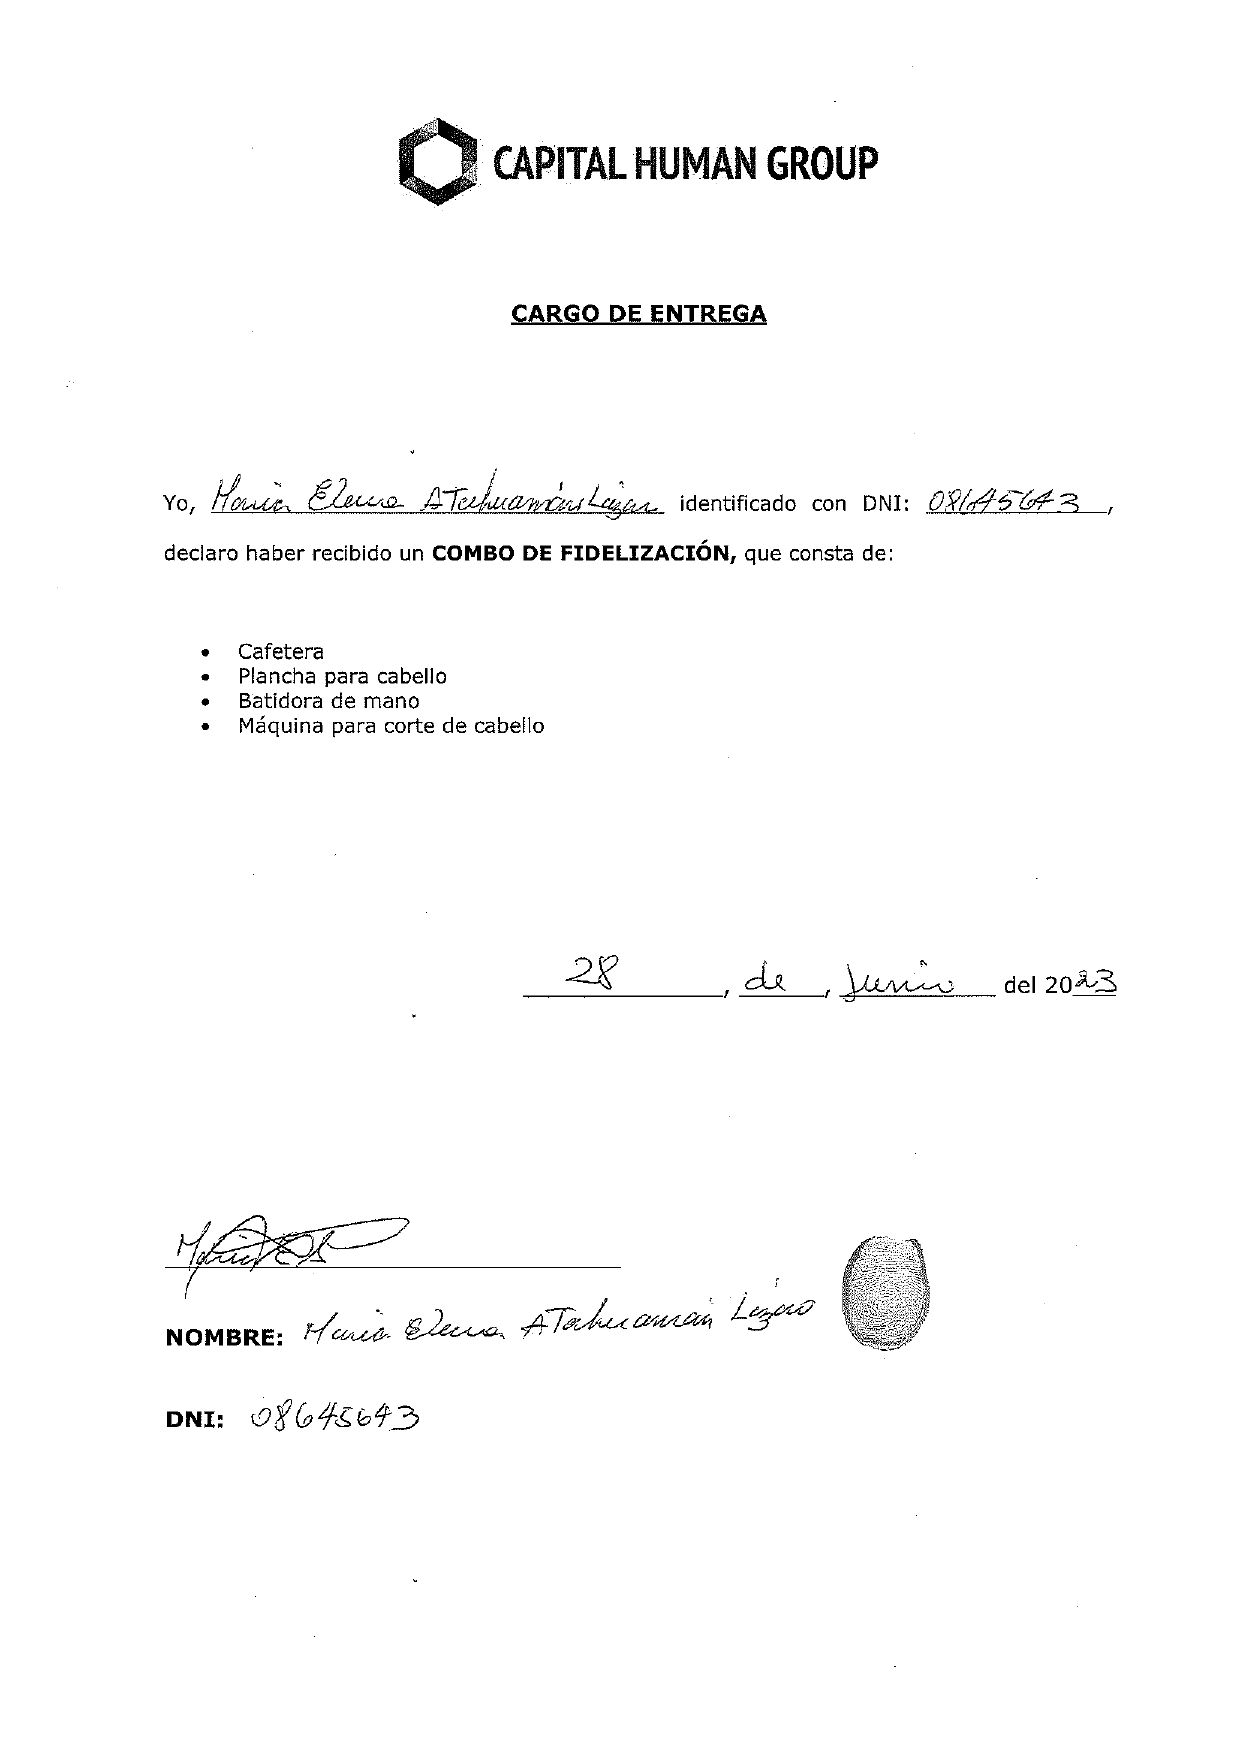 CAPITAL HUMAN GROUP
CARGO DE ENTREGA
Yo, Maria Elena ATahuamán Lázaro identificado con DNI: 08645643,
declaro haber recibido un COMBO DE FIDELIZACIÓN, que consta de:
• Cafetera
• Plancha para cabello
• Batidora de mano
• Máquina para corte de cabello
28, de, Junio del 2023
NOMBRE: Maria Elena ATahuamán Lázaro
DNI: 08645643